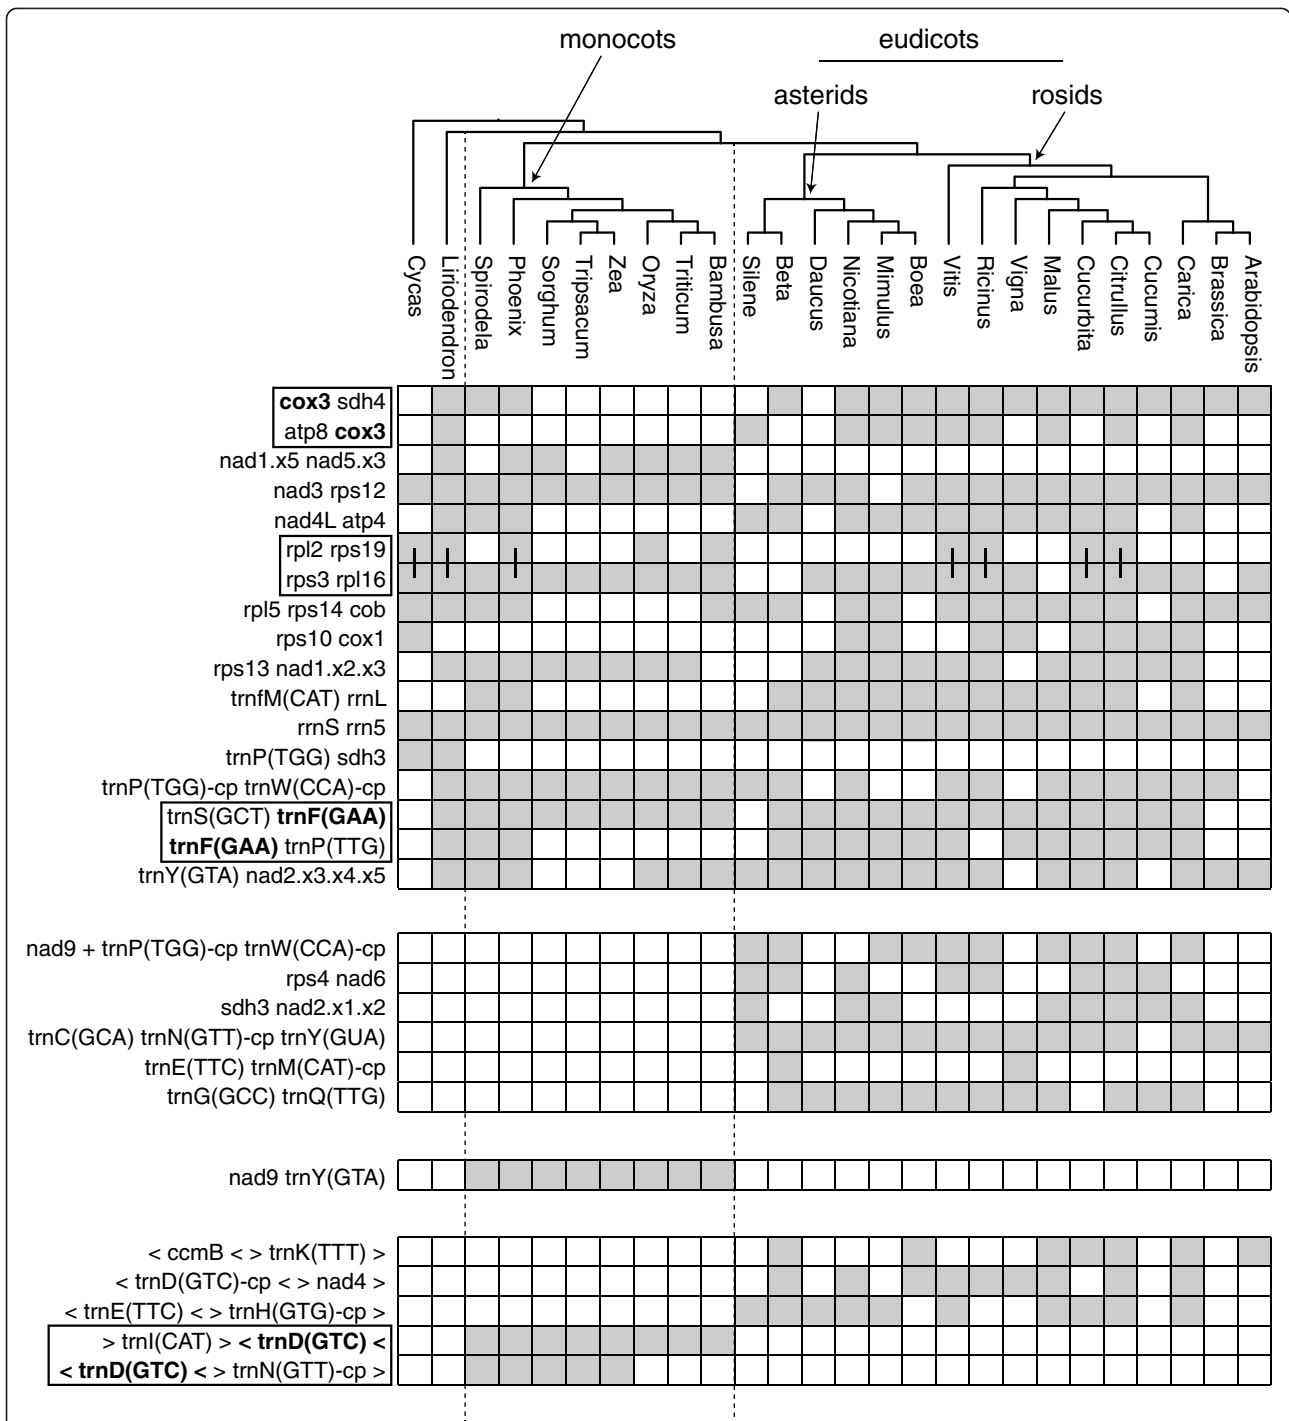 monocots
eudicots
asterids
rosids
Cycas
Liriodendron
Spirodela
Phoenix
Sorghum
Tripsacum
Zea
Oryza
Triticum
Bambusa
Silene
Beta
Daucus
Nicotiana
Mimulus
Boea
Vitis
Ricinus
Vigna
Malus
Cucurbita
Citrullus
Cucumis
Carica
Brassica
Arabidopsis
cox3 sdh4
atp8 cox3
nad1.x5 nad5.x3
nad3 rps12
nad4L atp4
rpl2 rps19
rps3 rpl16
rpl5 rps14 cob
rps10 cox1
rps13 nad1.x2.x3
trnfM(CAT) rrnL
rrnS rrn5
trnP(TGG) sdh3
trnP(TGG)-cp trnW(CCA)-cp
trnS(GCT) trnF(GAA)
trnF(GAA) trnP(TTG)
trnY(GTA) nad2.x3.x4.x5
nad9 + trnP(TGG)-cp trnW(CCA)-cp
rps4 nad6
sdh3 nad2.x1.x2
trnC(GCA) trnN(GTT)-cp trnY(GUA)
trnE(TTC) trnM(CAT)-cp
trnG(GCC) trnQ(TTG)
nad9 trnY(GTA)
< ccmB < > trnK(TTT) >
< trnD(GTC)-cp < > nad4 >
< trnE(TTC) < > trnH(GTG)-cp >
> trnI(CAT) > < trnD(GTC) <
< trnD(GTC) < > trnN(GTT)-cp >